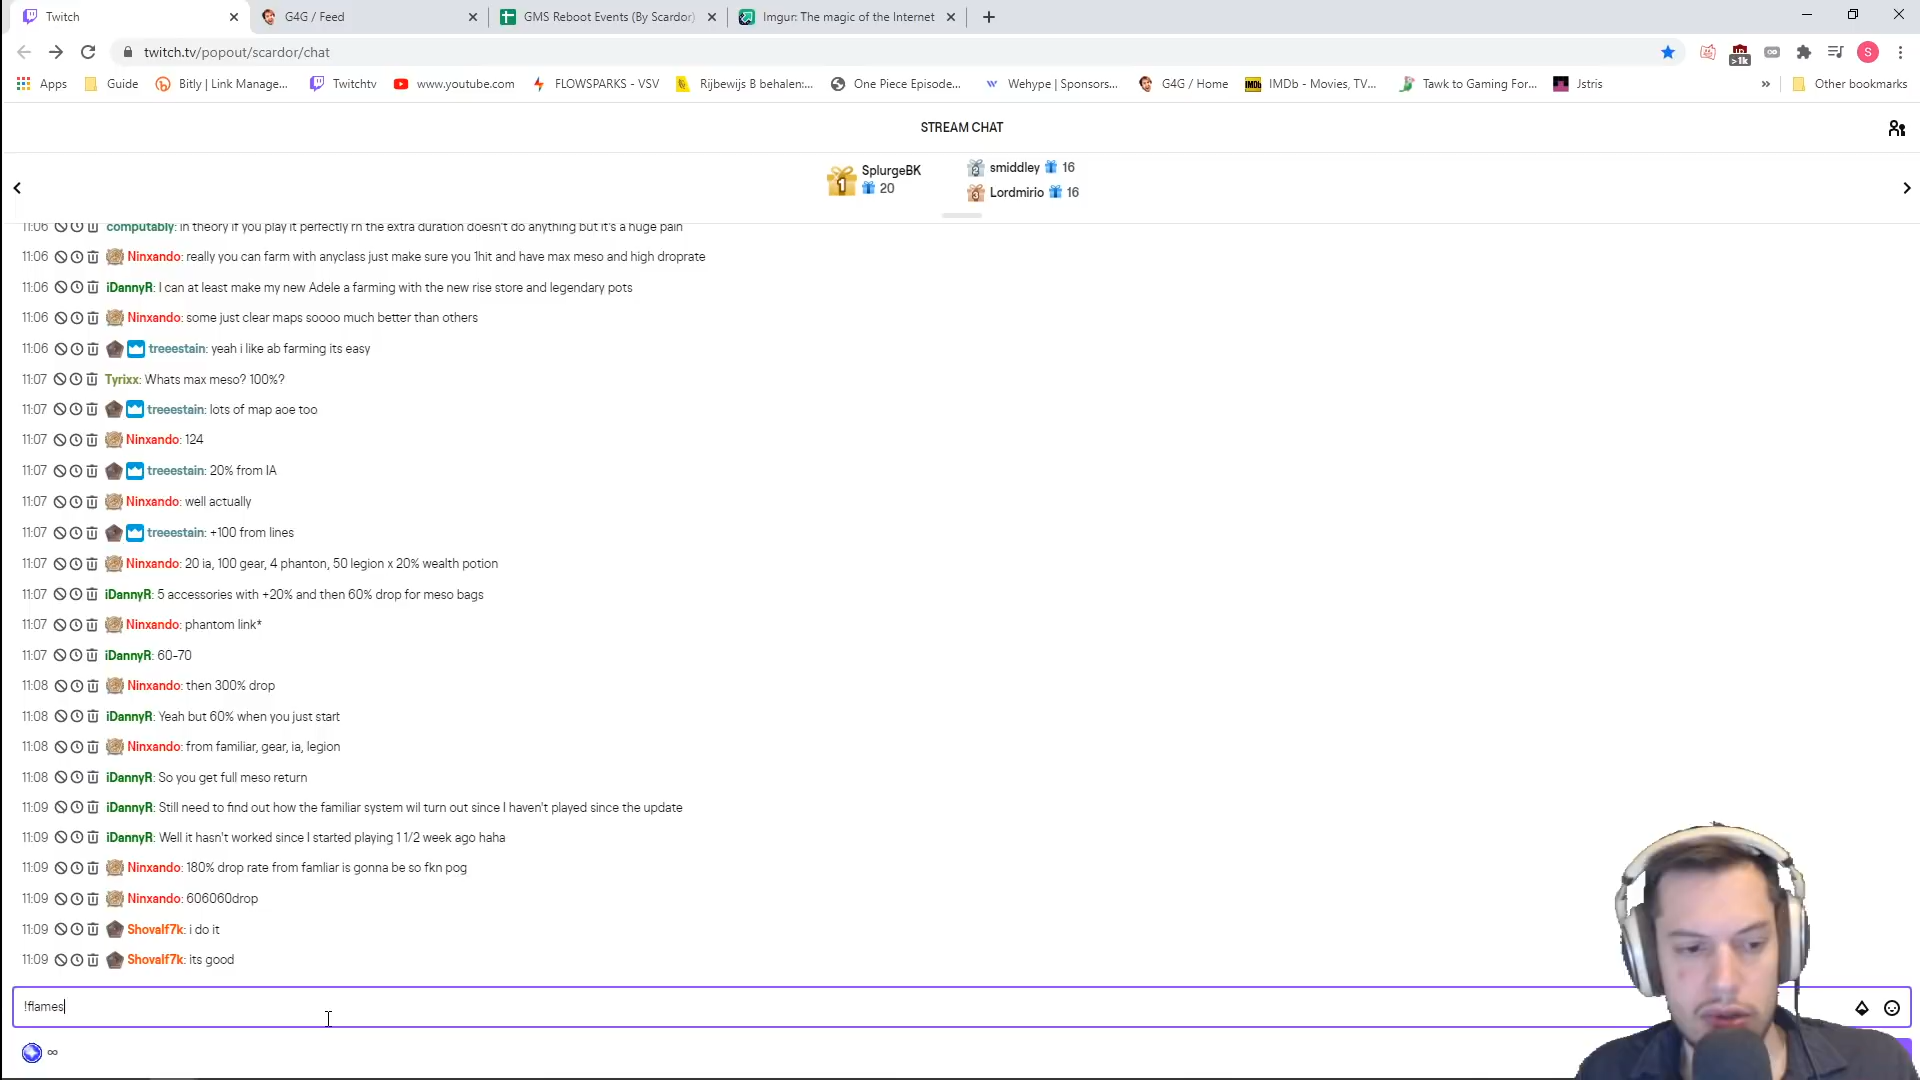 Twitch
G4G / Feed
GMS Reboot Events (By Scardor)
Imgur: The magic of the Internet
twitch.tv/popout/scardor/chat
>1k
S
Apps
Guide
Bitly | Link Manage...
Twitchtv
www.youtube.com
FLOWSPARKS - VSV
Rijbewijs B behalen:...
One Piece Episode...
Wehype | Sponsors...
G4G / Home
IMDb
IMDb - Movies, TV...
Tawk to Gaming For...
Jstris
»
Other bookmarks
STREAM CHAT
1
SplurgeBK
20
2
smiddley 16
3
Lordmirio 16
11:06 computably: in theory if you play it perfectly rn the extra duration doesn't do anything but it's a huge pain
11:06 Ninxando: really you can farm with anyclass just make sure you 1hit and have max meso and high droprate
11:06 iDannyR: I can at least make my new Adele a farming with the new rise store and legendary pots
11:06 Ninxando: some just clear maps soooo much better than others
11:06 treeestain: yeah i like ab farming its easy
11:07 Tyrixx: Whats max meso? 100%?
11:07 treeestain: lots of map aoe too
11:07 Ninxando: 124
11:07 treeestain: 20% from IA
11:07 Ninxando: well actually
11:07 treeestain: +100 from lines
11:07 Ninxando: 20 ia, 100 gear, 4 phanton, 50 legion x 20% wealth potion
11:07 iDannyR: 5 accessories with +20% and then 60% drop for meso bags
11:07 Ninxando: phantom link*
11:07 iDannyR: 60-70
11:08 Ninxando: then 300% drop
11:08 iDannyR: Yeah but 60% when you just start
11:08 Ninxando: from familiar, gear, ia, legion
11:08 iDannyR: So you get full meso return
11:09 iDannyR: Still need to find out how the familiar system wil turn out since I haven't played since the update
11:09 iDannyR: Well it hasn't worked since I started playing 1 1/2 week ago haha
11:09 Ninxando: 180% drop rate from famliar is gonna be so fkn pog
11:09 Ninxando: 606060drop
11:09 Shovalf7k: i do it
11:09 Shovalf7k: its good
!flames
∞